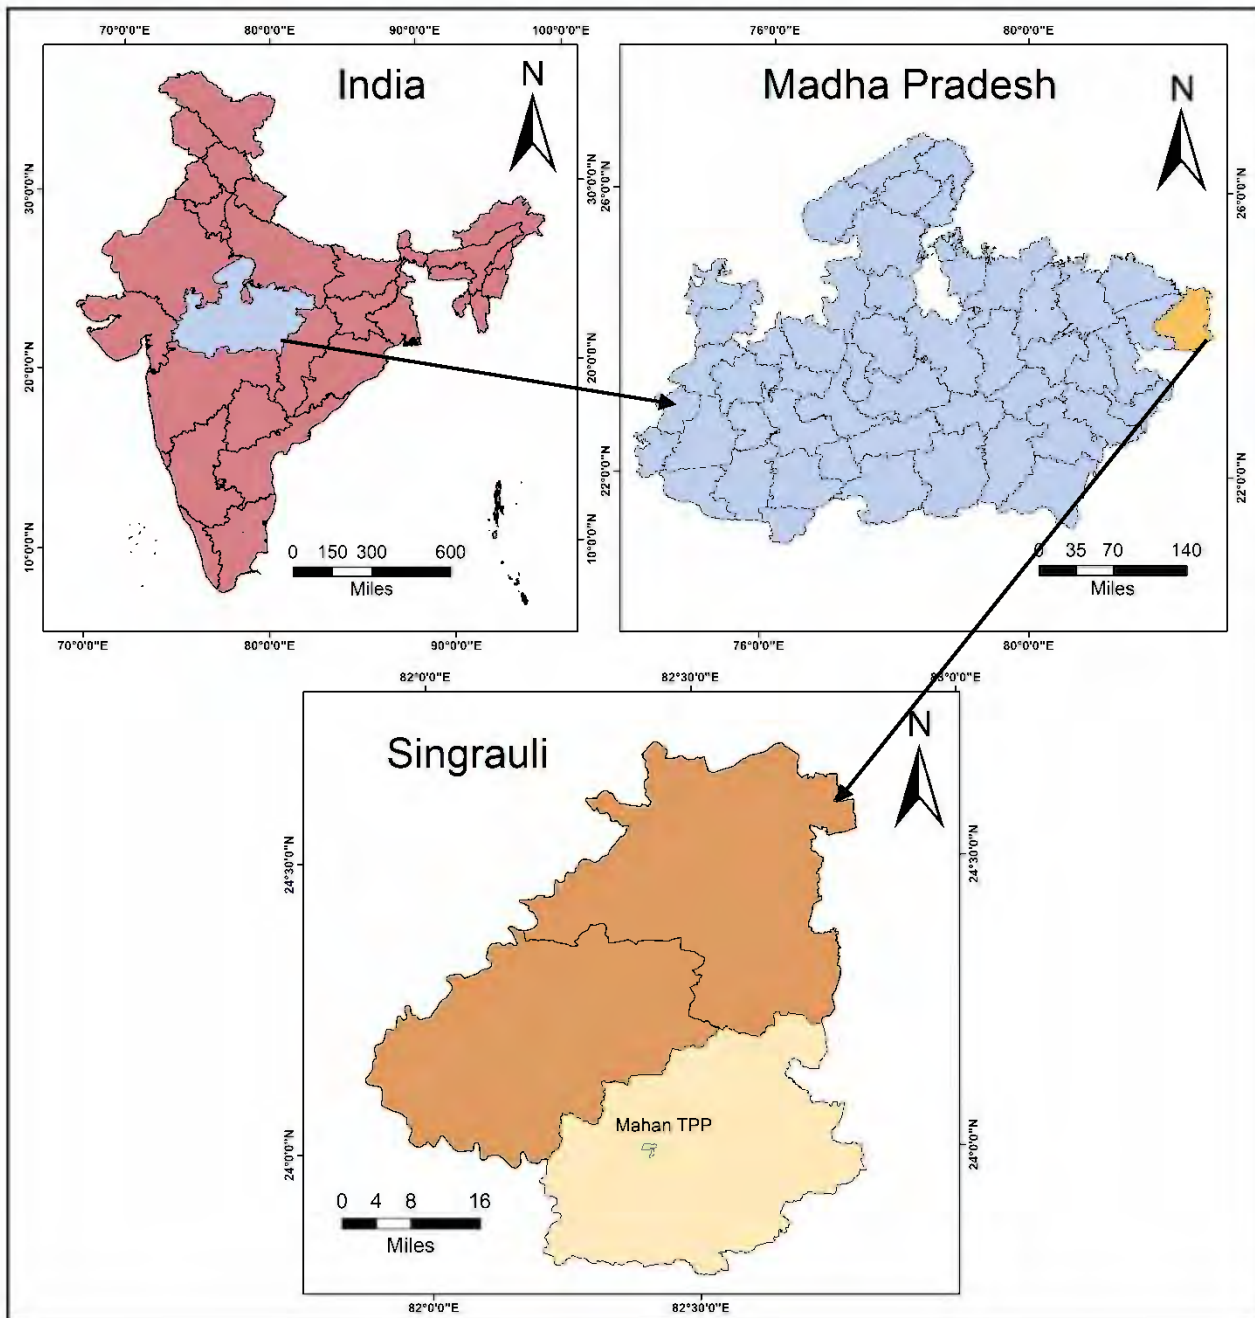 70°0'0"E 80°0'0"E 90°0'0"E 100°0'0"E
India
N
30°0'0"N
20°0'0"N
10°0'0"N
30°0'0"N
20°0'0"N
10°0'0"N
0 150 300 600
Miles
70°0'0"E 80°0'0"E 90°0'0"E
76°0'0"E 80°0'0"E
Madha Pradesh
N
26°0'0"N
22°0'0"N
26°0'0"N
22°0'0"N
0 35 70 140
Miles
76°0'0"E 80°0'0"E
82°0'0"E 82°30'0"E 83°0'0"E
Singrauli
N
24°30'0"N
24°0'0"N
24°30'0"N
24°0'0"N
Mahan TPP
0 4 8 16
Miles
82°0'0"E 82°30'0"E